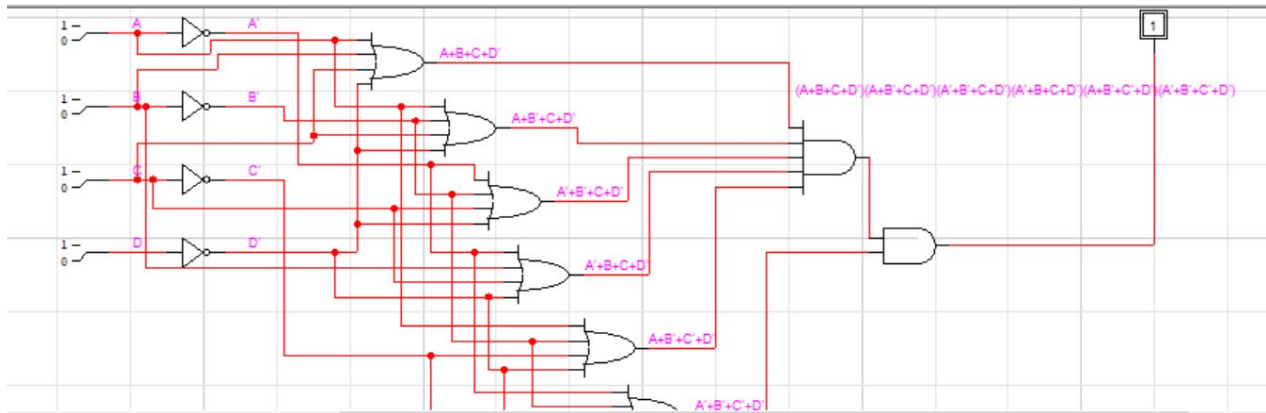 1 A A' 1
0
A+B+C+D'
(A+B+C+D')(A+B'+C+D')(A'+B'+C+D')(A'+B+C+D')(A+B'+C'+D')(A'+B'+C'+D')
1 B B'
0
A+B'+C+D'
1 C C'
0
A'+B'+C+D'
1 D D'
0
A'+B+C+D'
A+B'+C'+D'
A'+B'+C'+D'